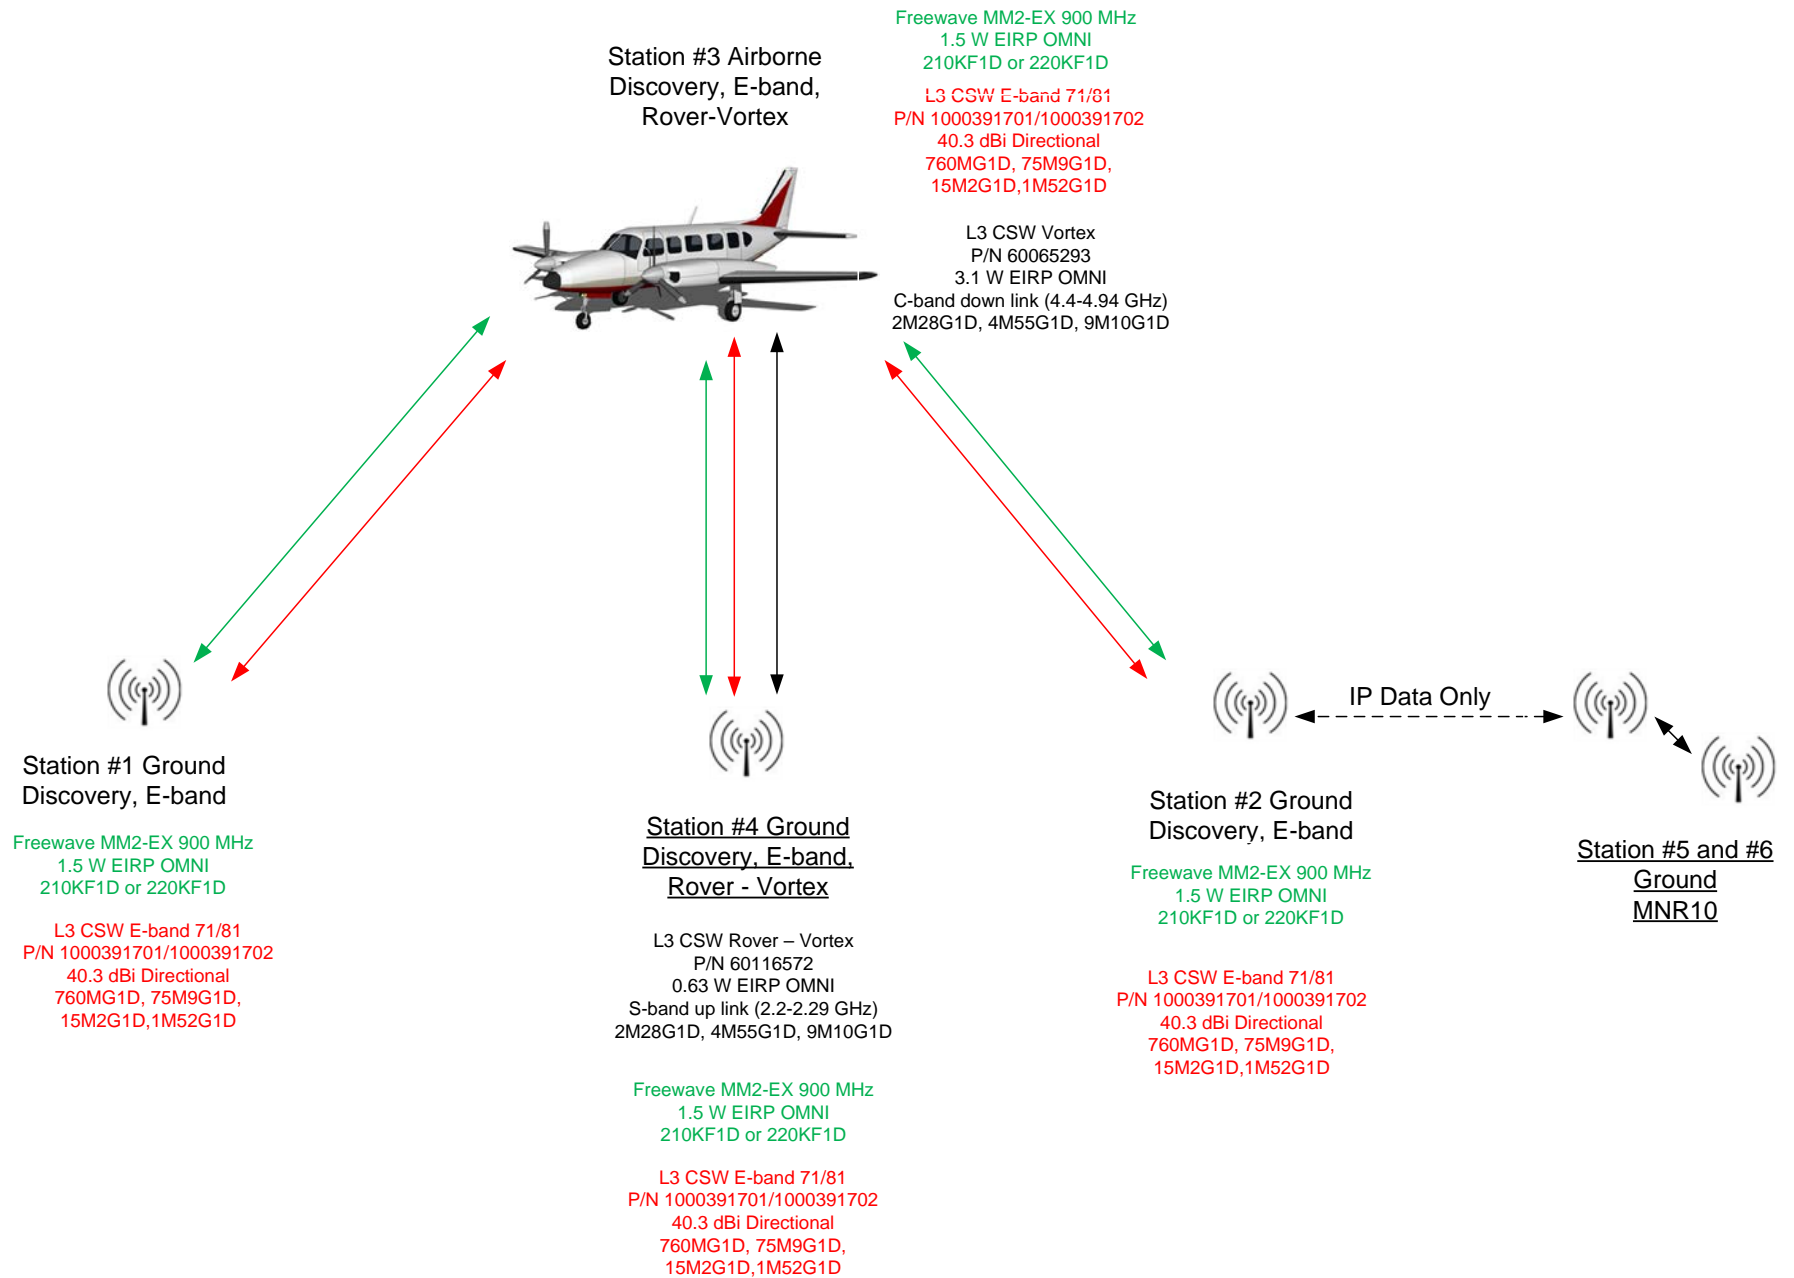 Station #3 Airborne
Discovery, E-band,
Rover-Vortex
Freewave MM2-EX 900 MHz
1.5 W EIRP OMNI
210KF1D or 220KF1D
L3 CSW E-band 71/81
P/N 1000391701/1000391702
40.3 dBi Directional
760MG1D, 75M9G1D,
15M2G1D,1M52G1D
L3 CSW Vortex
P/N 60065293
3.1 W EIRP OMNI
C-band down link (4.4-4.94 GHz)
2M28G1D, 4M55G1D, 9M10G1D
Station #1 Ground
Discovery, E-band
Freewave MM2-EX 900 MHz
1.5 W EIRP OMNI
210KF1D or 220KF1D
L3 CSW E-band 71/81
P/N 1000391701/1000391702
40.3 dBi Directional
760MG1D, 75M9G1D,
15M2G1D,1M52G1D
Station #4 Ground
Discovery, E-band,
Rover - Vortex
L3 CSW Rover – Vortex
P/N 60116572
0.63 W EIRP OMNI
S-band up link (2.2-2.29 GHz)
2M28G1D, 4M55G1D, 9M10G1D
Freewave MM2-EX 900 MHz
1.5 W EIRP OMNI
210KF1D or 220KF1D
L3 CSW E-band 71/81
P/N 1000391701/1000391702
40.3 dBi Directional
760MG1D, 75M9G1D,
15M2G1D,1M52G1D
IP Data Only
Station #2 Ground
Discovery, E-band
Freewave MM2-EX 900 MHz
1.5 W EIRP OMNI
210KF1D or 220KF1D
L3 CSW E-band 71/81
P/N 1000391701/1000391702
40.3 dBi Directional
760MG1D, 75M9G1D,
15M2G1D,1M52G1D
Station #5 and #6
Ground
MNR10